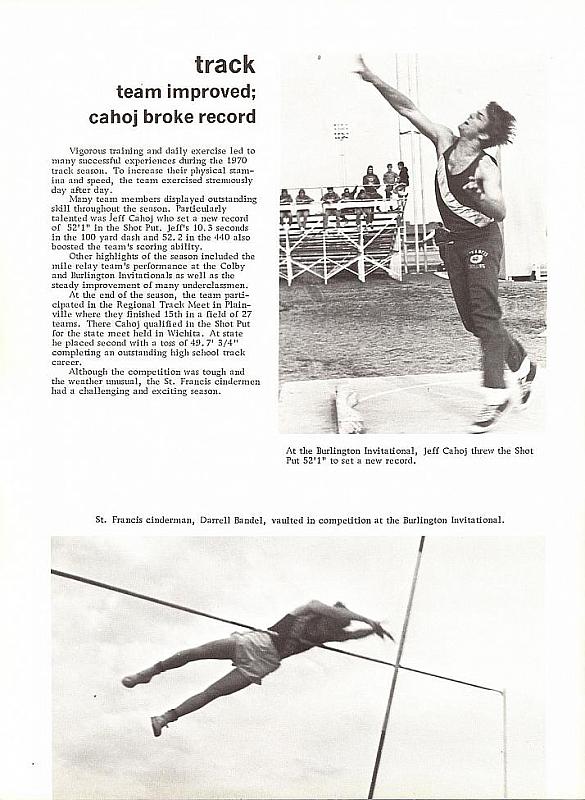 track
team improved;
cahoj broke record
Vigorous training and daily exercise led to
many successful experiences during the 1970
track season. To increase their physical stam-
ina and speed, the team exercised strenuously
day after day.
Many team members displayed outstanding
skill throughout the season. Particularly
talented was Jeff Cahoj who set a new record
of 52'1" in the Shot Put. Jeff's 10.3 seconds
in the 100 yard dash and 52.2 in the 440 also
boosted the team's scoring ability.
Other highlights of the season included the
mile relay team's performance at the Colby
and Burlington Invitationals as well as the
steady improvement of many underclassmen.
At the end of the season, the team parti-
cipated in the Regional Track Meet in Plain-
ville where they finished 15th in a field of 27
teams. There Cahoj qualified in the Shot Put
for the state meet held in Wichita. At state
he placed second with a toss of 49.7' 3/4"
completing an outstanding high school track
career.
Although the competition was tough and
the weather unusual, the St. Francis cindermen
had a challenging and exciting season.
At the Burlington Invitational, Jeff Cahoj threw the Shot
Put 52'1" to set a new record.
St. Francis cinderman, Darrell Bandel, vaulted in competition at the Burlington Invitational.